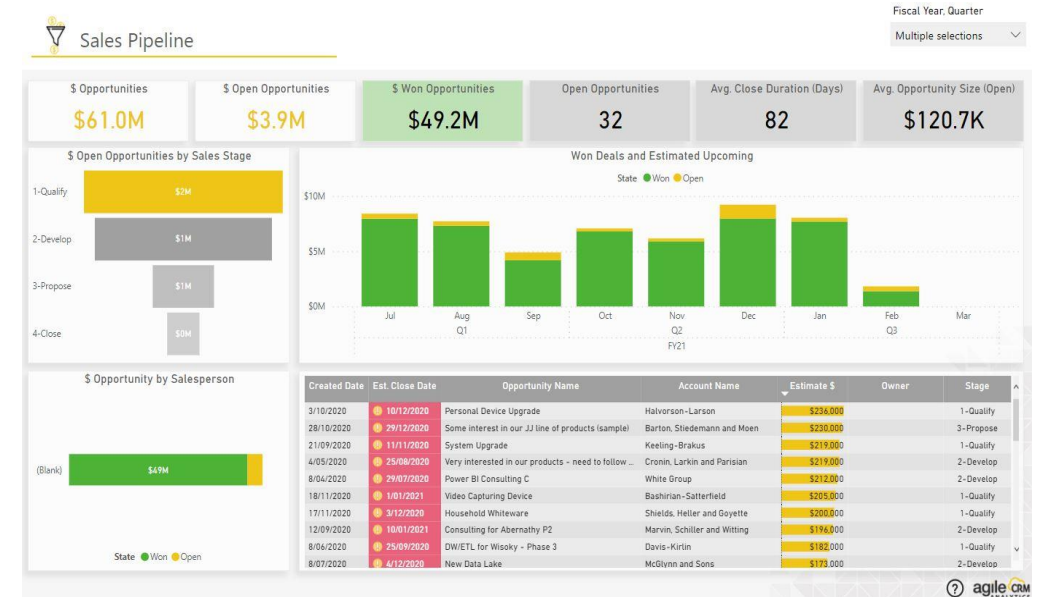 Fiscal Year, Quarter
Sales Pipeline
Multiple selections
$ Opportunities
$61.0M
$ Open Opportunities
$3.9M
$ Won Opportunities
$49.2M
Open Opportunities
32
Avg. Close Duration (Days)
82
Avg. Opportunity Size (Open)
$120.7K
$ Open Opportunities by Sales Stage
1-Qualify $2M
2-Develop $1M
3-Propose $1M
4-Close $0M
Won Deals and Estimated Upcoming
State Won Open
$10M
$5M
$0M
Jul Aug Sep Oct Nov Dec Jan Feb Mar
Q1 Q2 Q3
FY21
$ Opportunity by Salesperson
(Blank) $49M
State Won Open
Created Date Est. Close Date Opportunity Name Account Name Estimate $ Owner Stage
3/10/2020 10/12/2020 Personal Device Upgrade Halvorson-Larson $236,000 1-Qualify
28/10/2020 29/12/2020 Some interest in our JJ line of products (sample) Barton, Stiedemann and Moen $230,000 3-Propose
21/09/2020 11/11/2020 System Upgrade Keeling-Brakus $219,000 1-Qualify
4/05/2020 25/08/2020 Very interested in our products - need to follow ... Cronin, Larkin and Parisian $219,000 2-Develop
8/04/2020 29/07/2020 Power BI Consulting C White Group $212,000 2-Develop
18/11/2020 1/01/2021 Video Capturing Device Bashirian-Satterfield $205,000 1-Qualify
17/11/2020 3/12/2020 Household Whiteware Shields, Heller and Goyette $200,000 1-Qualify
12/09/2020 10/01/2021 Consulting for Abernathy P2 Marvin, Schiller and Witting $196,000 2-Develop
8/06/2020 25/09/2020 DW/ETL for Wisoky - Phase 3 Davis-Kirlin $182,000 1-Qualify
8/07/2020 4/12/2020 New Data Lake McGlynn and Sons $173,000 2-Develop
? agile CRM
ANALYTICS